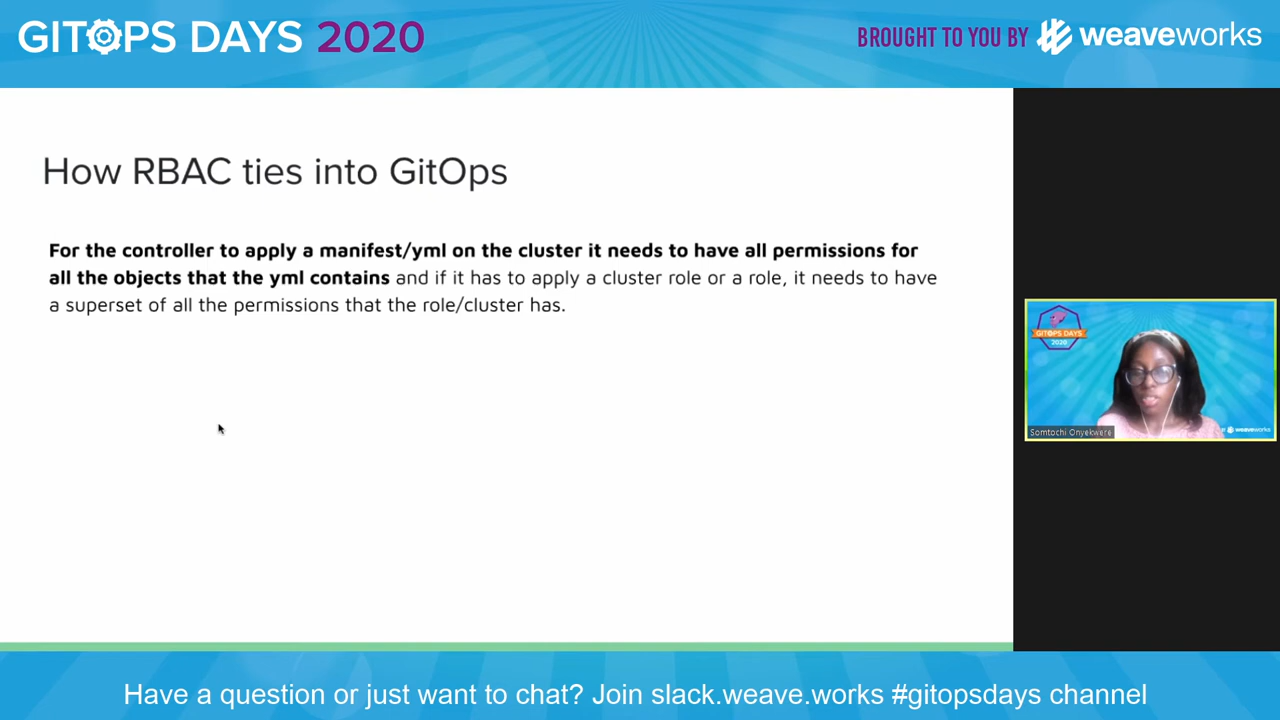 GITOPS DAYS 2020
BROUGHT TO YOU BY weaveworks
How RBAC ties into GitOps
For the controller to apply a manifest/yml on the cluster it needs to have all permissions for
all the objects that the yml contains and if it has to apply a cluster role or a role, it needs to have
a superset of all the permissions that the role/cluster has.
GITOPS DAYS
2020
Somtochi Onyekwere
weaveworks
Have a question or just want to chat? Join slack.weave.works #gitopsdays channel